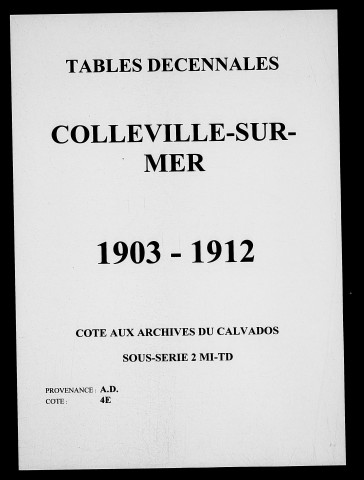 TABLES DECENNALES
COLLEVILLE-SUR-
MER
1903 - 1912
COTE AUX ARCHIVES DU CALVADOS
SOUS-SERIE 2 MI-TD
PROVENANCE : A.D.
COTE : 4E